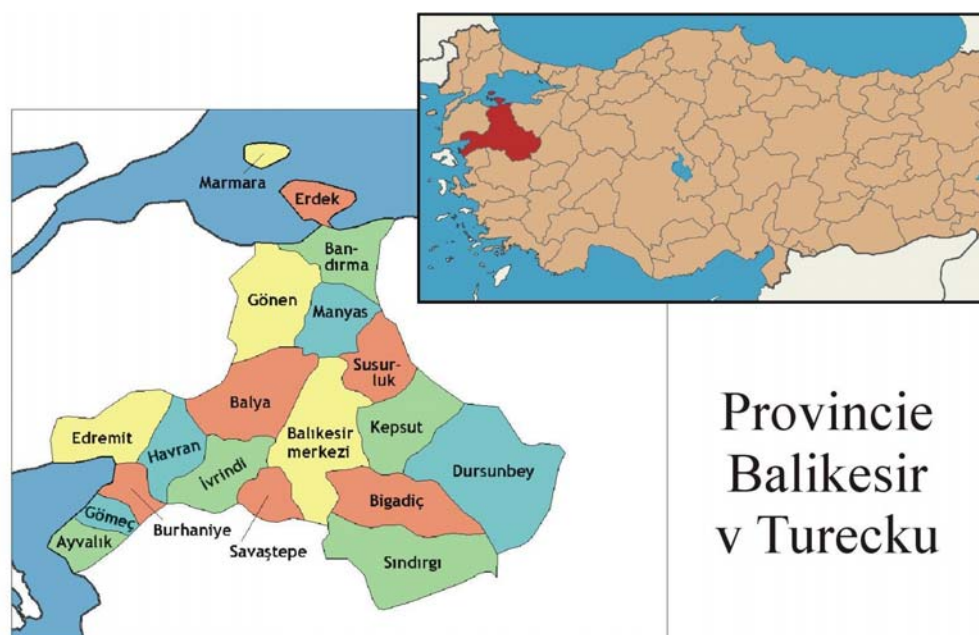 Marmara
Erdek
Ban-
dırma
Gönen
Manyas
Susur-
luk
Balya
Edremit
Havran
İvrindi
Balıkesir
merkezi
Kepsut
Dursunbey
Gömeç
Burhaniye
Savaştepe
Bigadiç
Ayvalık
Sındırgı
Provincie
Balikesir
v Turecku